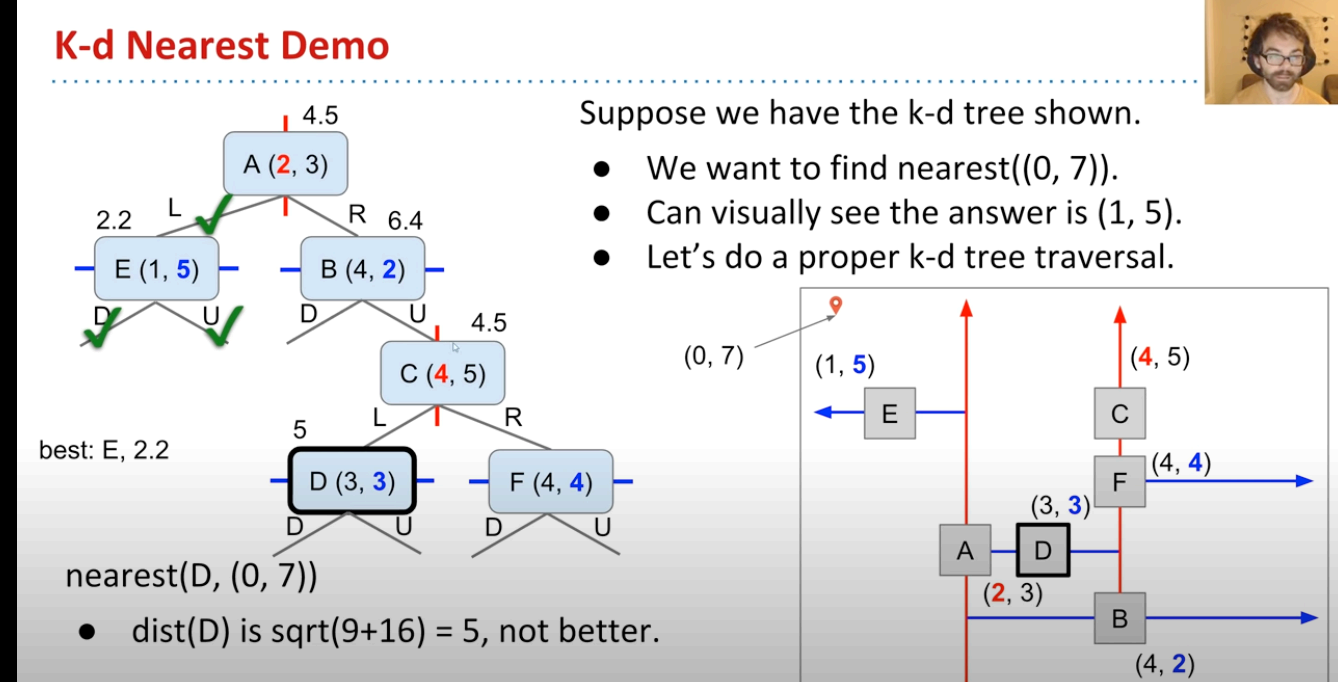 K-d Nearest Demo
4.5
A (2, 3)
L
R
2.2
6.4
E (1, 5)
B (4, 2)
D
U
D
U
4.5
C (4, 5)
L
R
5
best: E, 2.2
D (3, 3)
F (4, 4)
D
U
D
U
nearest(D, (0, 7))
● dist(D) is sqrt(9+16) = 5, not better.
Suppose we have the k-d tree shown.
● We want to find nearest((0, 7)).
● Can visually see the answer is (1, 5).
● Let’s do a proper k-d tree traversal.
(0, 7)
(1, 5)
(4, 5)
E
C
(4, 4)
F
(3, 3)
A
D
(2, 3)
B
(4, 2)